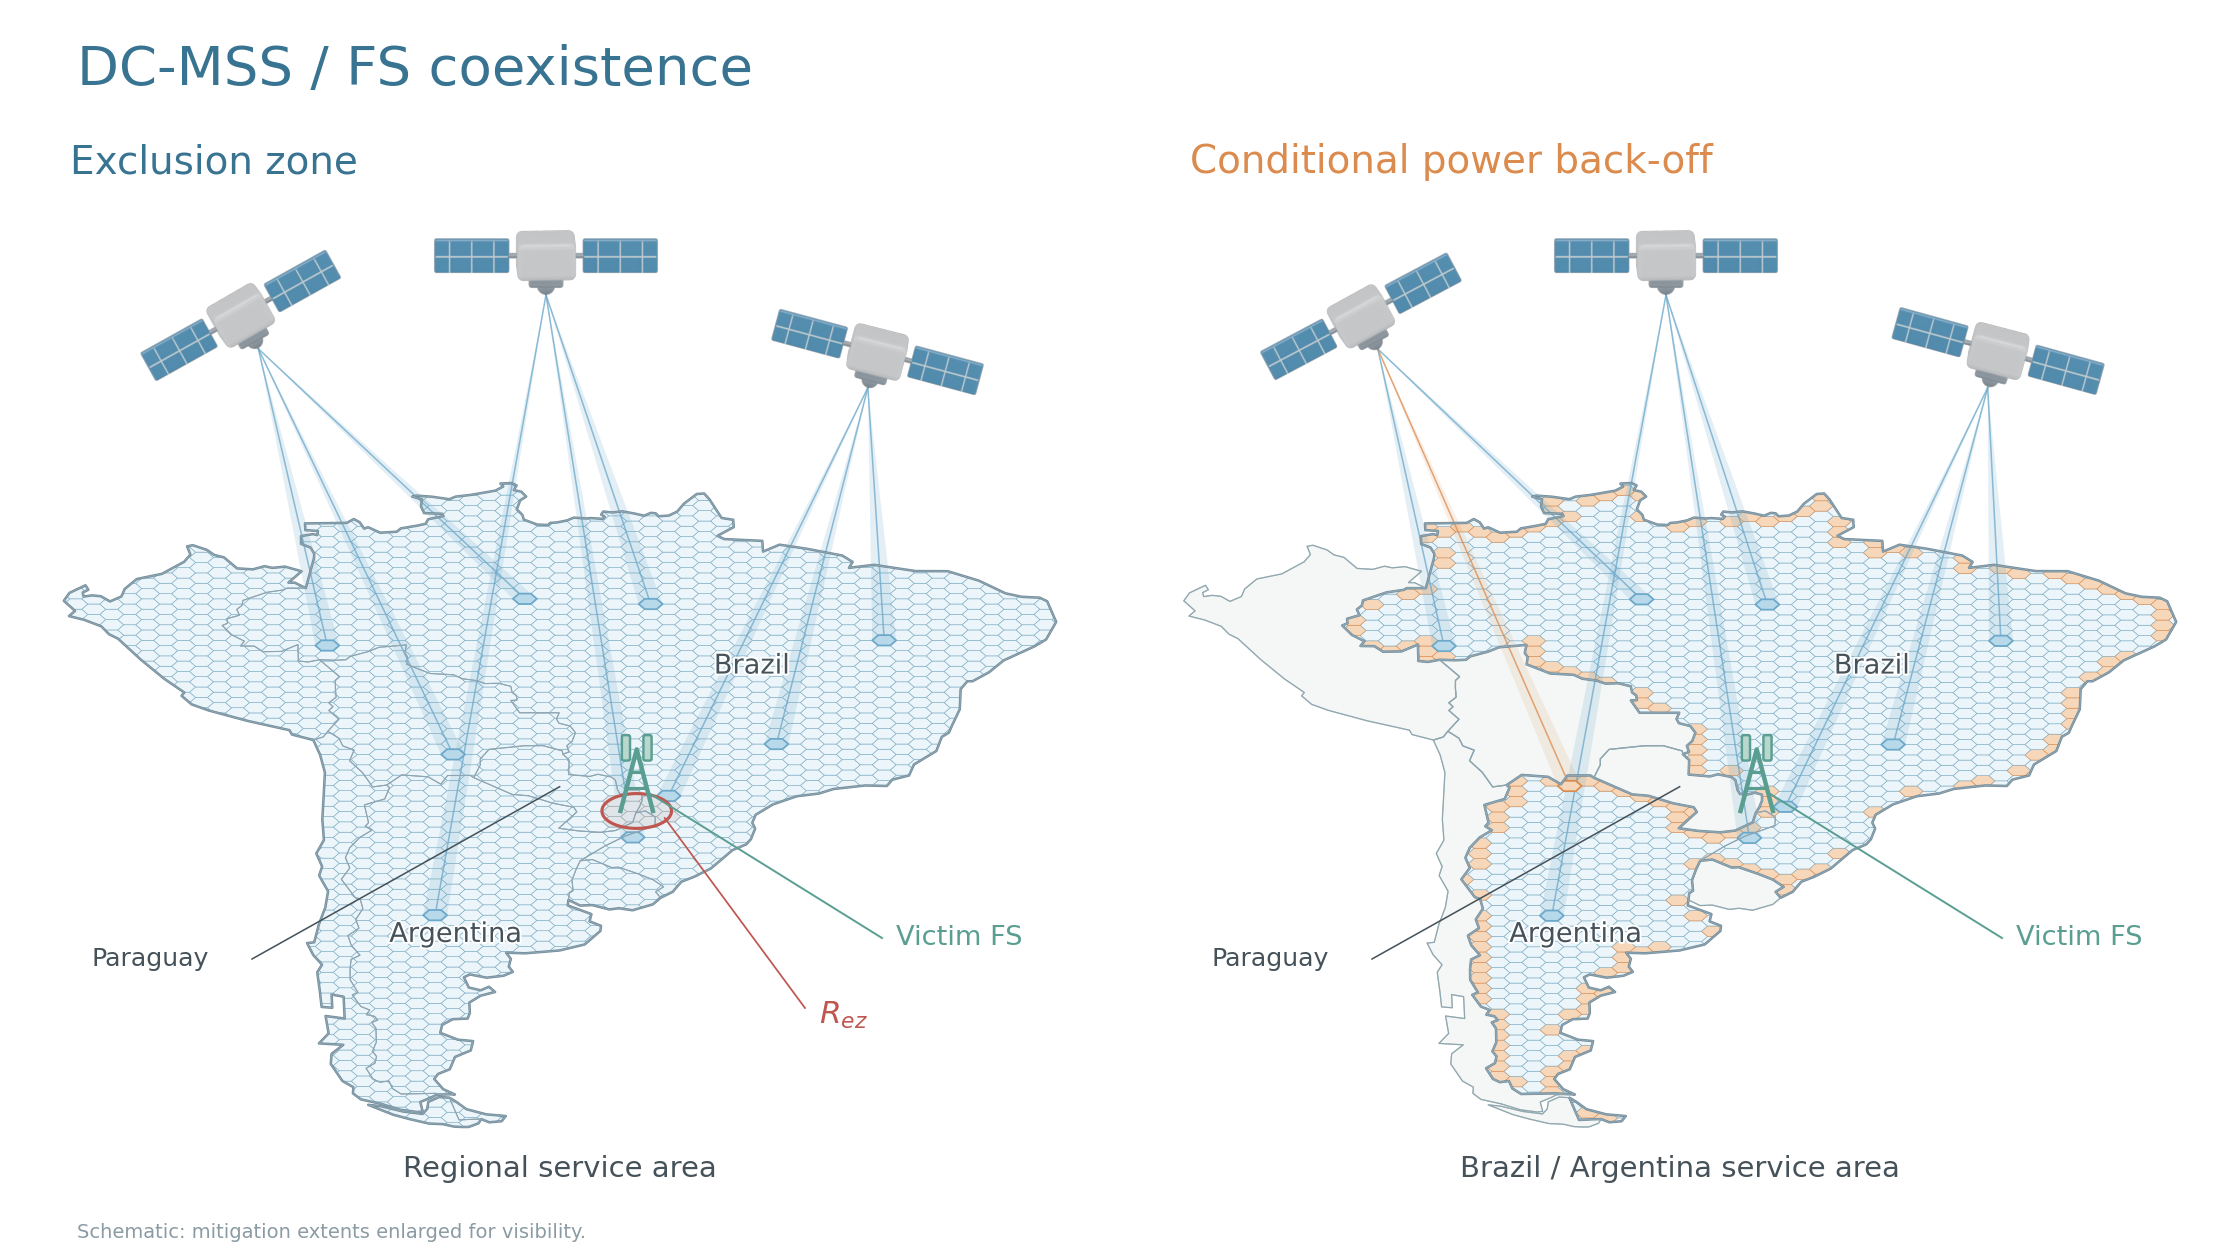 DC-MSS / FS coexistence
Exclusion zone
Conditional power back-off
Brazil
Argentina
Paraguay
Victim FS
R_ez
Regional service area
Brazil
Argentina
Paraguay
Victim FS
Brazil / Argentina service area
Schematic: mitigation extents enlarged for visibility.